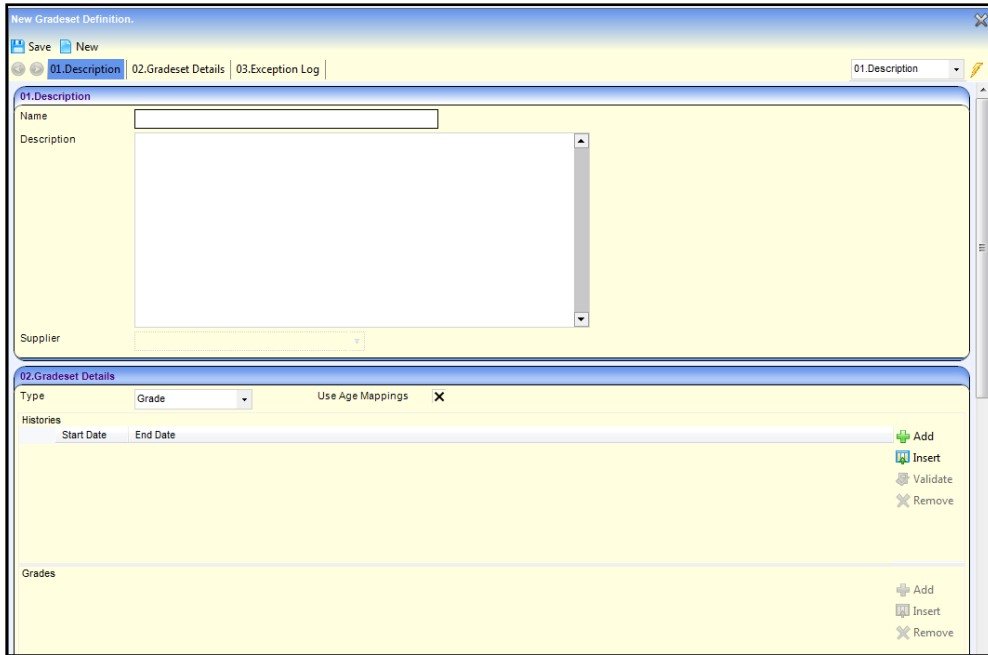 New Gradeset Definition.
Save New
01.Description 02.Gradeset Details 03.Exception Log 01.Description
01.Description
Name
Description
Supplier
02.Gradeset Details
Type Grade Use Age Mappings
Histories
Start Date End Date
Add
Insert
Validate
Remove
Grades
Add
Insert
Remove